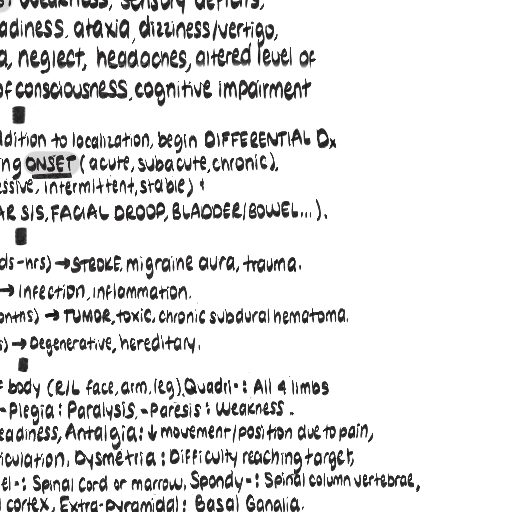 weakness, sensory deficits,
adiness, ataxia, dizziness/vertigo,
a, neglect, headaches, altered level of
of consciousness, cognitive impairment
ddition to localization, begin DIFFERENTIAL Dx
ng ONSET (acute, subacute, chronic),
essive, intermittent, stable) &
AR SIS, FACIAL DROOP, BLADDER/BOWEL...).
ds-hrs) → STROKE, migraine aura, trauma.
→ Infection, inflammation.
onths) → TUMOR, toxic, chronic subdural hematoma.
s) → Degenerative, hereditary.
f body (R/L face, arm, leg). Quadri-: All 4 limbs
-Plegia: Paralysis, -Paresis: Weakness.
eadiness, Antalgia: ↓ movement/position due to pain,
iculation, Dysmetria: Difficulty reaching target,
el-: Spinal cord or marrow, Spondy-: Spinal column vertebrae,
l cortex, Extra-pyramidal: Basal Ganglia.